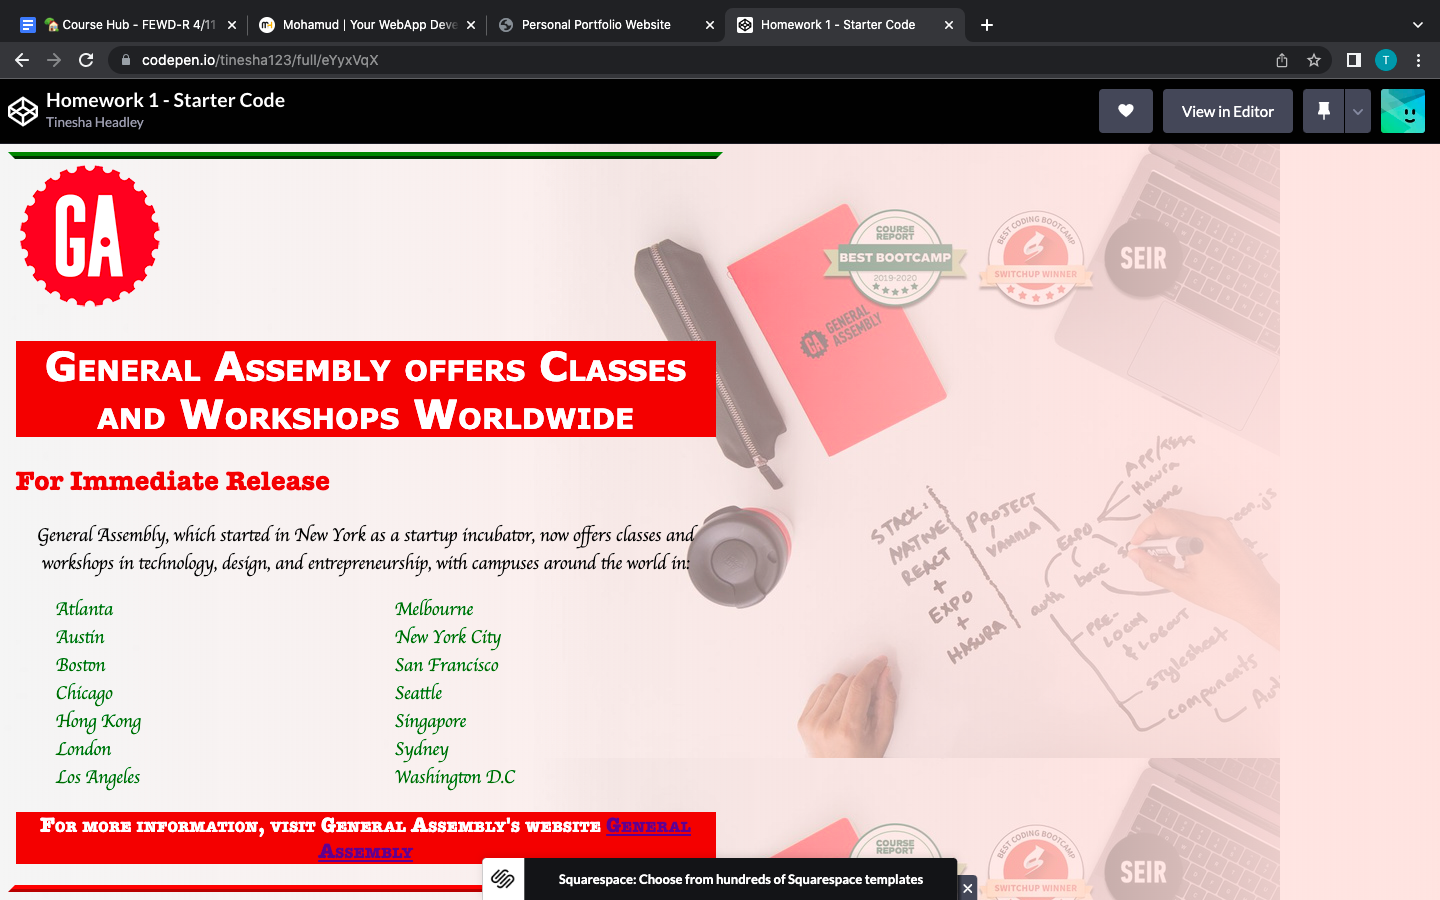 Course Hub - FEWD-R 4/11
Mohamud | Your WebApp Deve
Personal Portfolio Website
Homework 1 - Starter Code
codepen.io/tinesha123/full/eYyxVqX
T
Homework 1 - Starter Code
Tinesha Headley
View in Editor
GA
COURSE
REPORT
BEST BOOTCAMP
2019-2020
BEST CODING BOOTCAMP
SWITCHUP WINNER
SEIR
GA GENERAL
ASSEMBLY
General Assembly offers Classes
and Workshops Worldwide
For Immediate Release
General Assembly, which started in New York as a startup incubator, now offers classes and
workshops in technology, design, and entrepreneurship, with campuses around the world in:
Atlanta
Austin
Boston
Chicago
Hong Kong
London
Los Angeles
Melbourne
New York City
San Francisco
Seattle
Singapore
Sydney
Washington D.C
STACK:
NATIVE
REACT
+
EXPO
+
HASURA
PROJECT
VANILLA
EXPO
base
auth
APP/
Hasura
Home
PRE-
LOGIN
& LOGOUT
stylesheet
components
For more information, visit General Assembly's website General
Assembly
COURSE
REPORT
BEST BOOTCAMP
BEST CODING BOOTCAMP
SWITCHUP WINNER
SEIR
Squarespace: Choose from hundreds of Squarespace templates